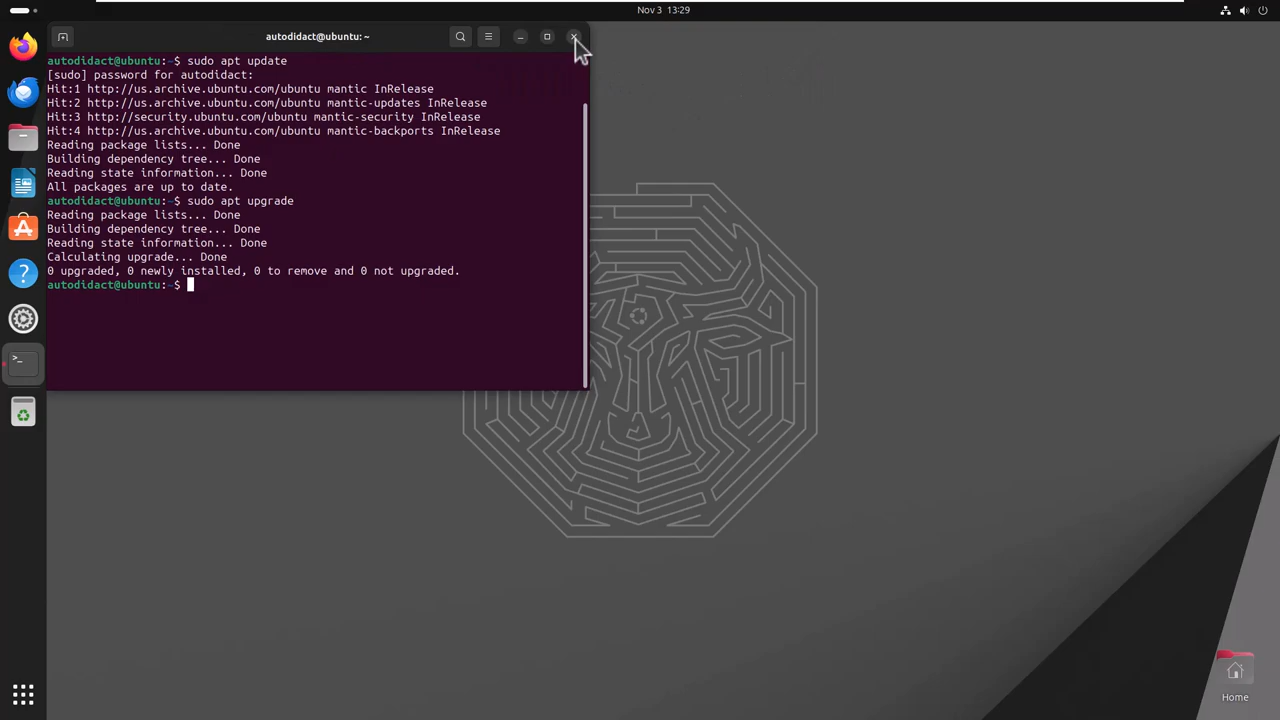 Nov 3 13:29
autodidact@ubuntu: ~
autodidact@ubuntu:~$ sudo apt update
[sudo] password for autodidact:
Hit:1 http://us.archive.ubuntu.com/ubuntu mantic InRelease
Hit:2 http://us.archive.ubuntu.com/ubuntu mantic-updates InRelease
Hit:3 http://security.ubuntu.com/ubuntu mantic-security InRelease
Hit:4 http://us.archive.ubuntu.com/ubuntu mantic-backports InRelease
Reading package lists... Done
Building dependency tree... Done
Reading state information... Done
All packages are up to date.
autodidact@ubuntu:~$ sudo apt upgrade
Reading package lists... Done
Building dependency tree... Done
Reading state information... Done
Calculating upgrade... Done
0 upgraded, 0 newly installed, 0 to remove and 0 not upgraded.
autodidact@ubuntu:~$
Home